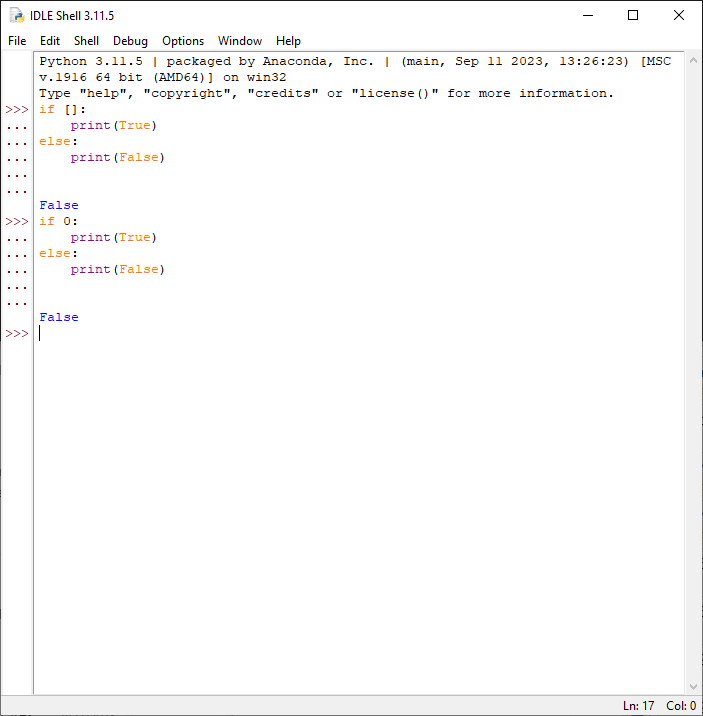 IDLE Shell 3.11.5
File Edit Shell Debug Options Window Help
Python 3.11.5 | packaged by Anaconda, Inc. | (main, Sep 11 2023, 13:26:23) [MSC
v.1916 64 bit (AMD64)] on win32
Type "help", "copyright", "credits" or "license()" for more information.
>>> if []:
...     print(True)
... else:
...     print(False)
...
...
False
>>> if 0:
...     print(True)
... else:
...     print(False)
...
...
False
>>>
Ln: 17 Col: 0